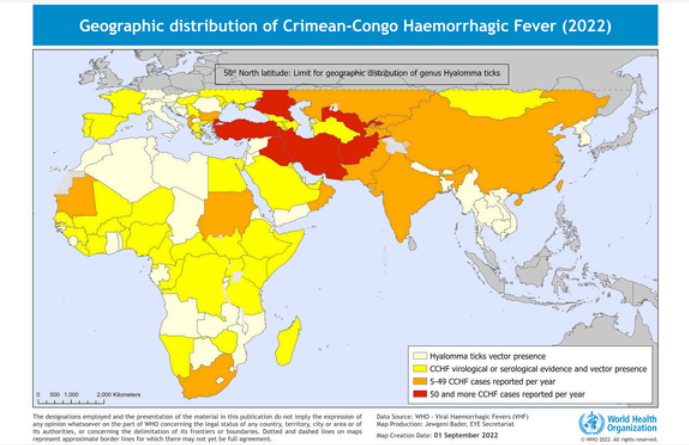 Geographic distribution of Crimean-Congo Haemorrhagic Fever (2022)
50° North latitude: Limit for geographic distribution of genus Hyalomma ticks
Hyalomma ticks vector presence
CCHF virological or serological evidence and vector presence
5-49 CCHF cases reported per year
50 and more CCHF cases reported per year
0 500 1,000 2,000 Kilometers
The designations employed and the presentation of the material in this publication do not imply the expression of
any opinion whatsoever on the part of WHO concerning the legal status of any country, territory, city or area or of
its authorities, or concerning the delimitation of its frontiers or boundaries. Dotted and dashed lines on maps
represent approximate border lines for which there may not yet be full agreement.
Data Source: WHO - Viral Haemorrhagic Fevers (VHF)
Map Production: Jewgeni Bader, EYE Secretariat
Map Creation Date: 01 September 2022
World Health
Organization
© WHO 2022. All rights reserved.